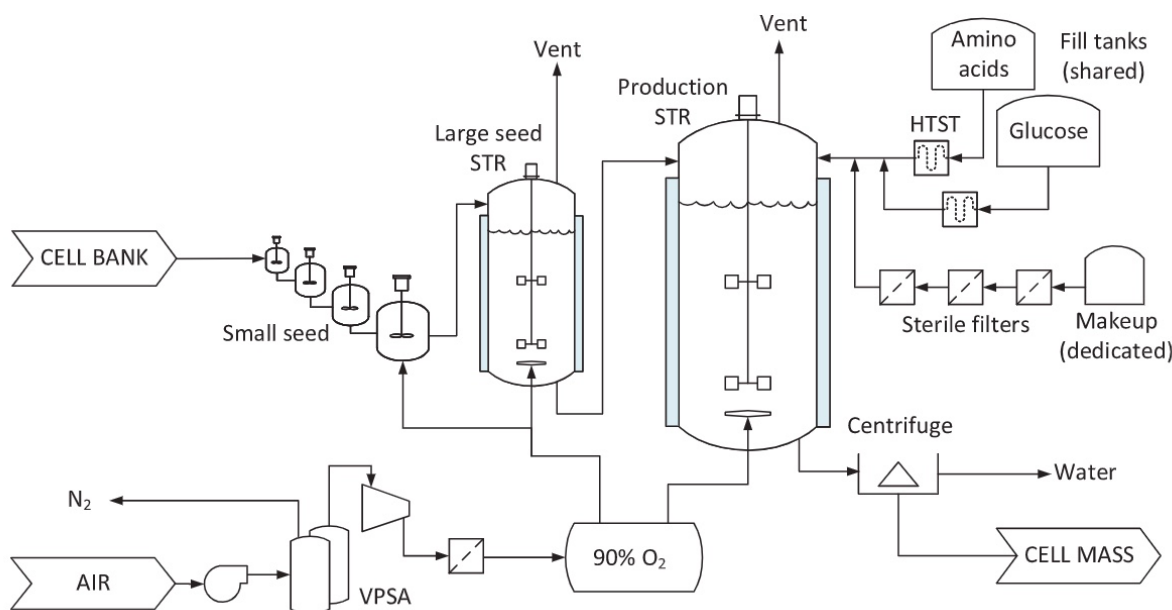 Vent
Vent
Amino
acids
Fill tanks
(shared)
Production
STR
HTST
Glucose
Large seed
STR
CELL BANK
Small seed
Sterile filters
Makeup
(dedicated)
Centrifuge
Water
N₂
90% O₂
CELL MASS
AIR
VPSA